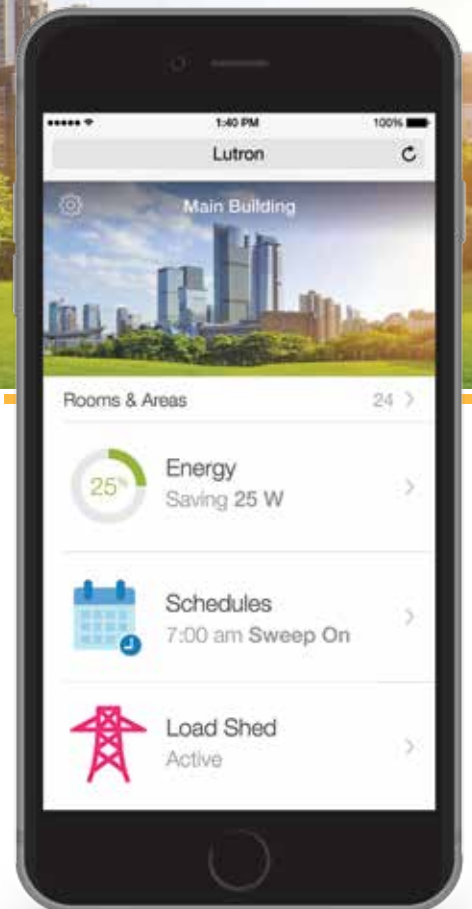 1:40 PM 100%
Lutron
Main Building
Rooms & Areas 24
25%
Energy
Saving 25 W
Schedules
7:00 am Sweep On
Load Shed
Active